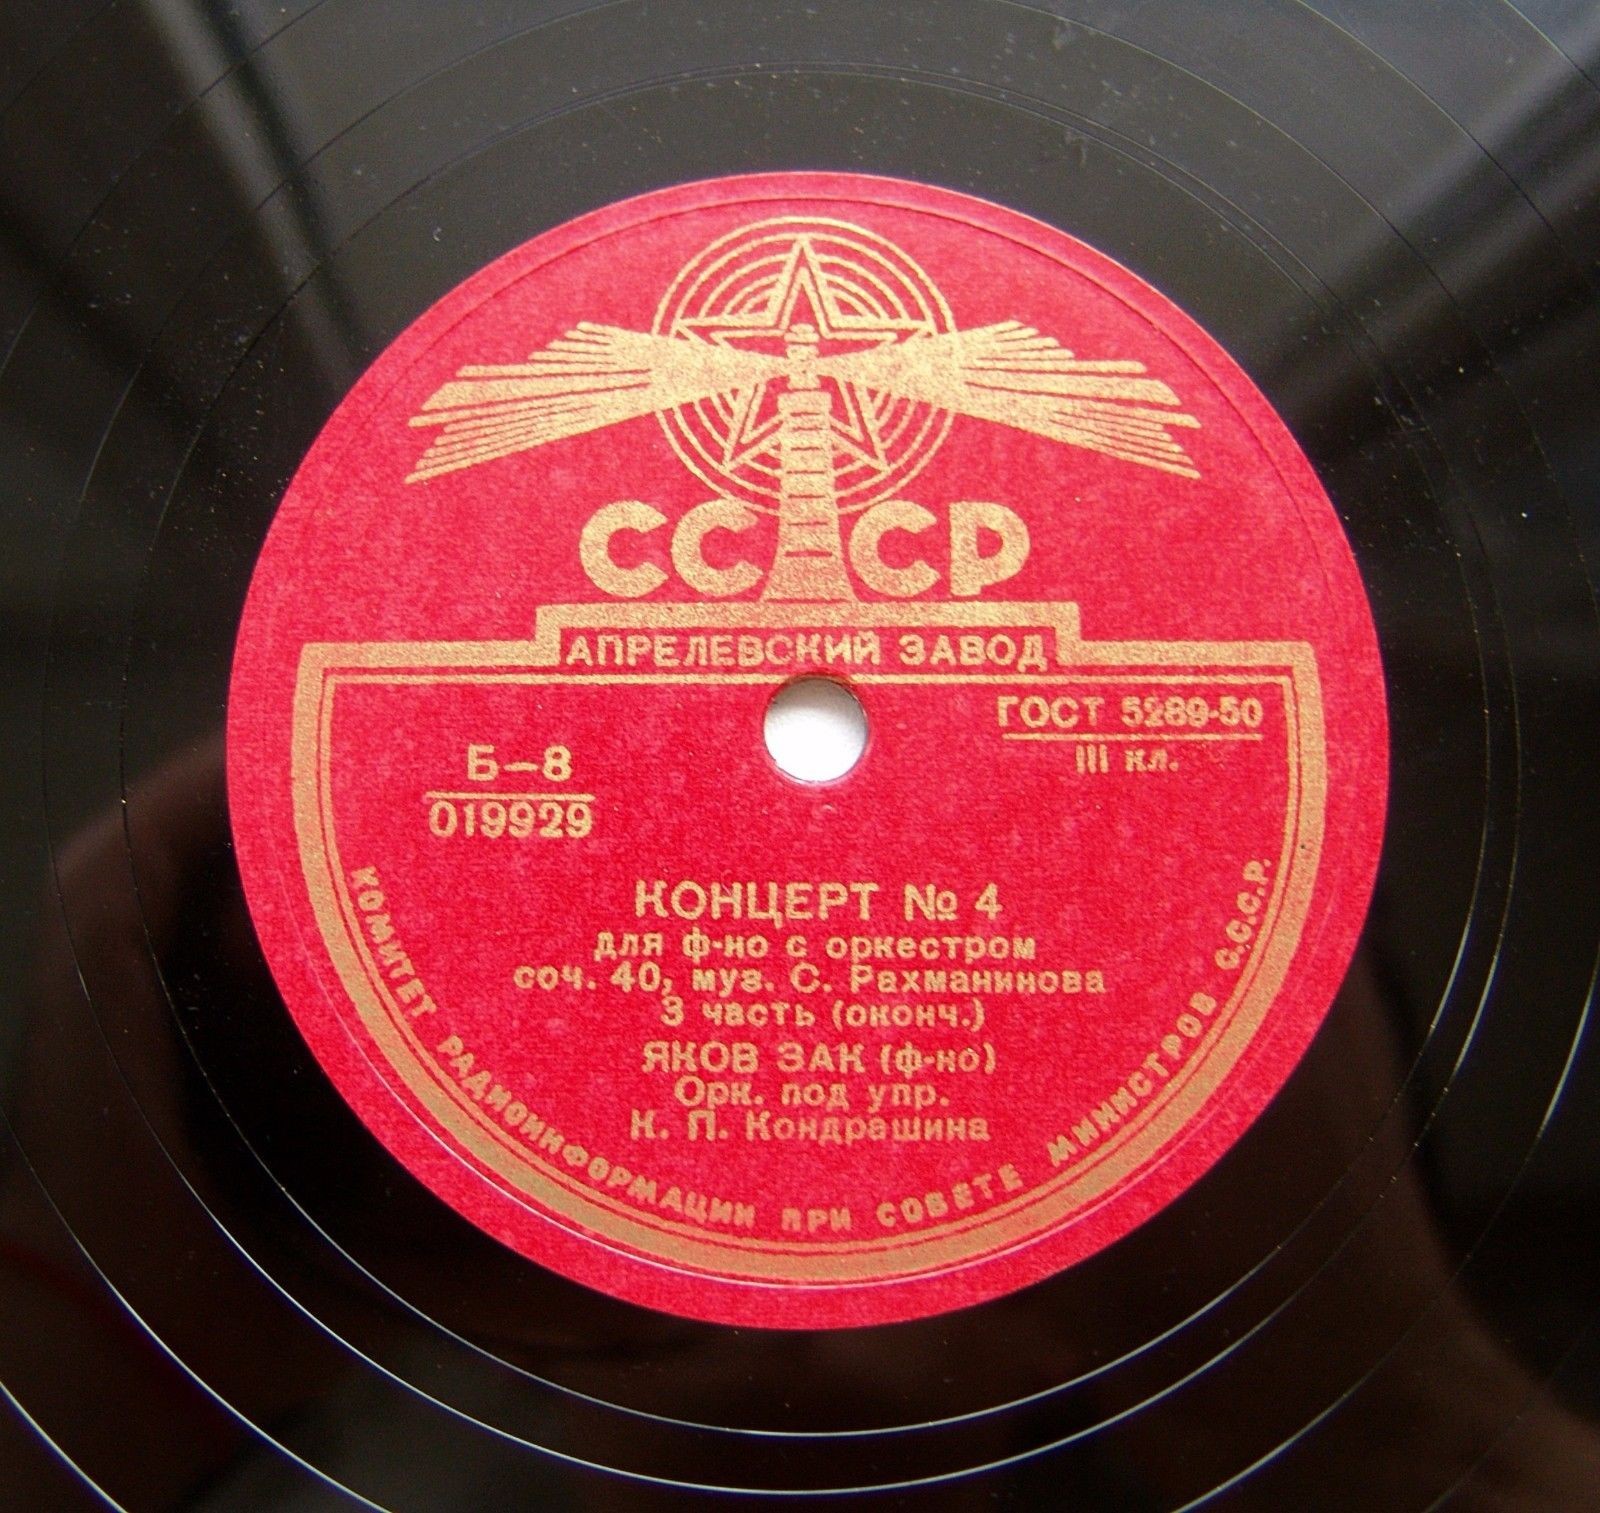 СССР
АПРЕЛЕВСКИЙ ЗАВОД
ГОСТ 5289-50
III кл.
Б—8
019929
КОНЦЕРТ № 4
для ф-но с оркестром
соч. 40, муз. С. Рахманинова
3 часть (оконч.)
ЯКОВ ЗАК (ф-но)
Орк. под упр.
К. П. Кондрашина
КОМИТЕТ РАДИОИНФОРМАЦИИ ПРИ СОВЕТЕ МИНИСТРОВ С.С.С.Р.